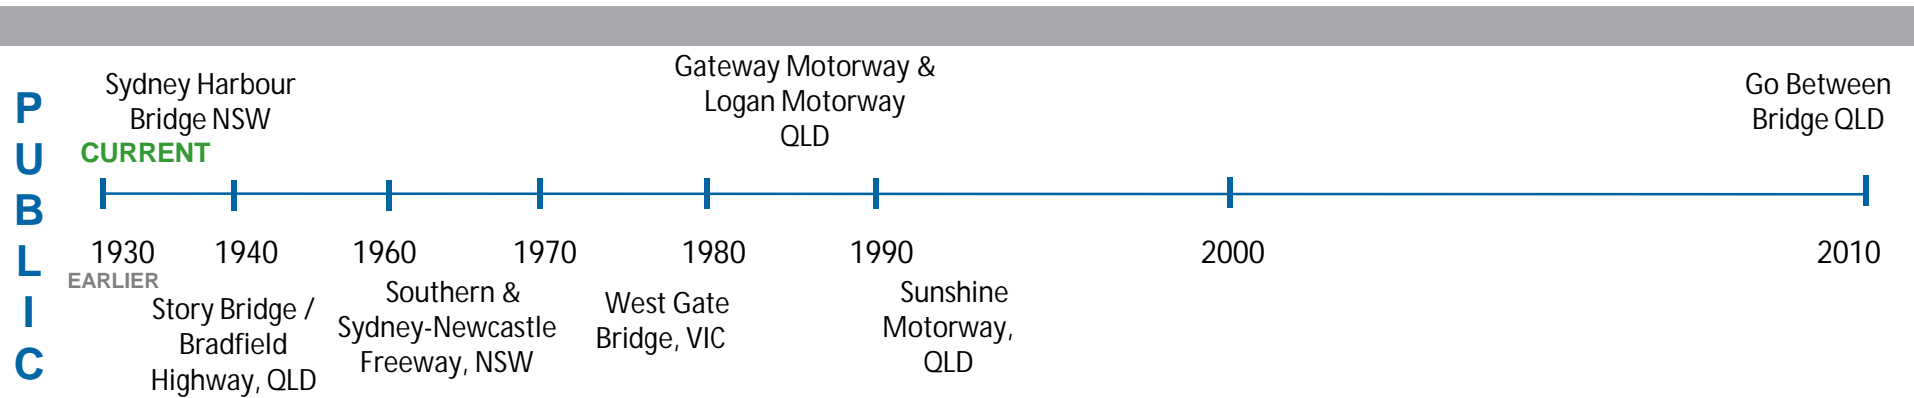 P
U
B
L
I
C
Sydney Harbour
Bridge NSW
CURRENT
Gateway Motorway &
Logan Motorway
QLD
Go Between
Bridge QLD
1930 1940 1960 1970 1980 1990 2000 2010
EARLIER
Story Bridge /
Bradfield
Highway, QLD
Southern &
Sydney-Newcastle
Freeway, NSW
West Gate
Bridge, VIC
Sunshine
Motorway,
QLD